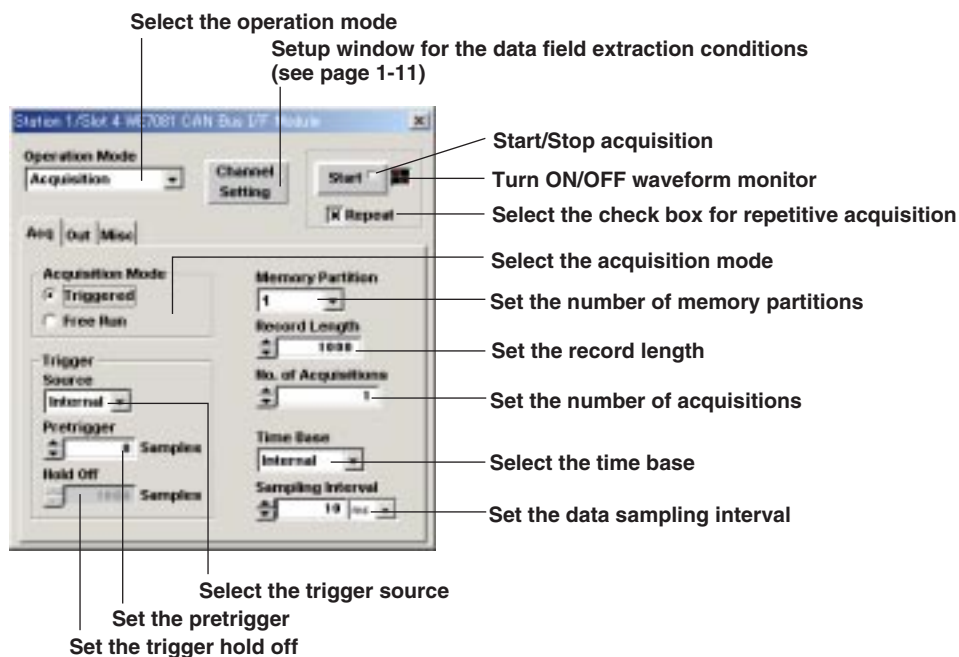 Select the operation mode
Setup window for the data field extraction conditions
(see page 1-11)
Station 1/Slot 4 WE7081 CAN Bus I/F Module
Operation Mode
Acquisition
Channel
Setting
Start
Repeat
Start/Stop acquisition
Turn ON/OFF waveform monitor
Select the check box for repetitive acquisition
Acq Out Misc
Acquisition Mode
Triggered
Free Run
Memory Partition
1
Record Length
1000
No. of Acquisitions
1
Select the acquisition mode
Set the number of memory partitions
Set the record length
Set the number of acquisitions
Trigger
Source
Internal
Pretrigger
0 Samples
Hold Off
1000 Samples
Time Base
Internal
Sampling Interval
10 ms
Select the time base
Set the data sampling interval
Select the trigger source
Set the pretrigger
Set the trigger hold off